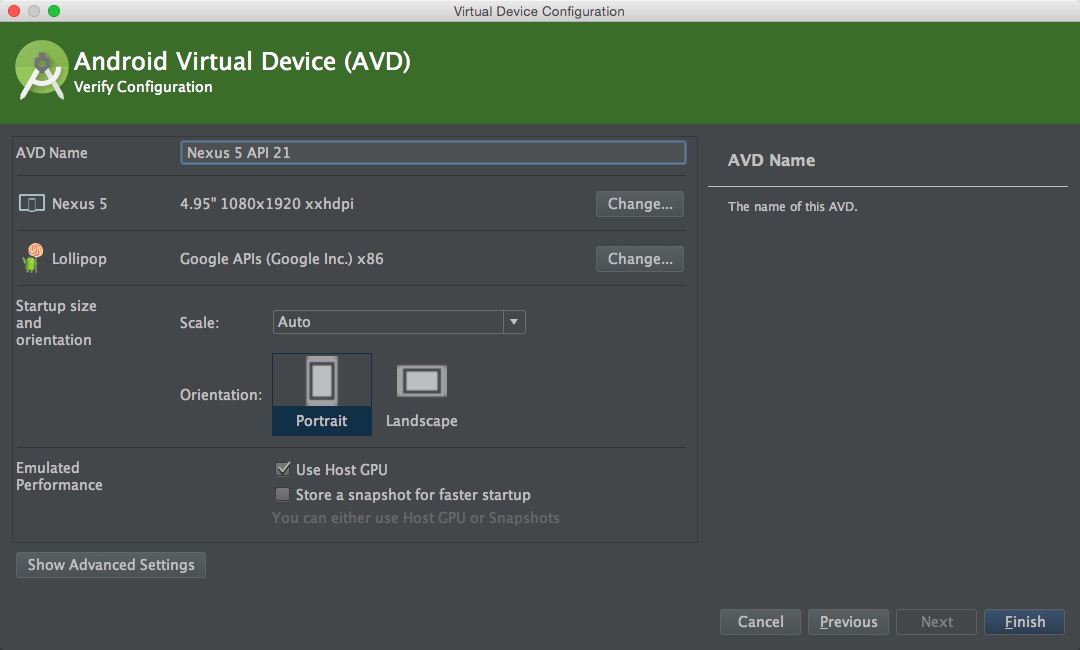 Virtual Device Configuration
Android Virtual Device (AVD)
Verify Configuration
AVD Name
Nexus 5 API 21
Nexus 5
4.95" 1080x1920 xxhdpi
Change...
Lollipop
Google APIs (Google Inc.) x86
Change...
Startup size
and
orientation
Scale:
Auto
Orientation:
Portrait
Landscape
Emulated
Performance
Use Host GPU
Store a snapshot for faster startup
You can either use Host GPU or Snapshots
Show Advanced Settings
AVD Name
The name of this AVD.
Cancel
Previous
Next
Finish